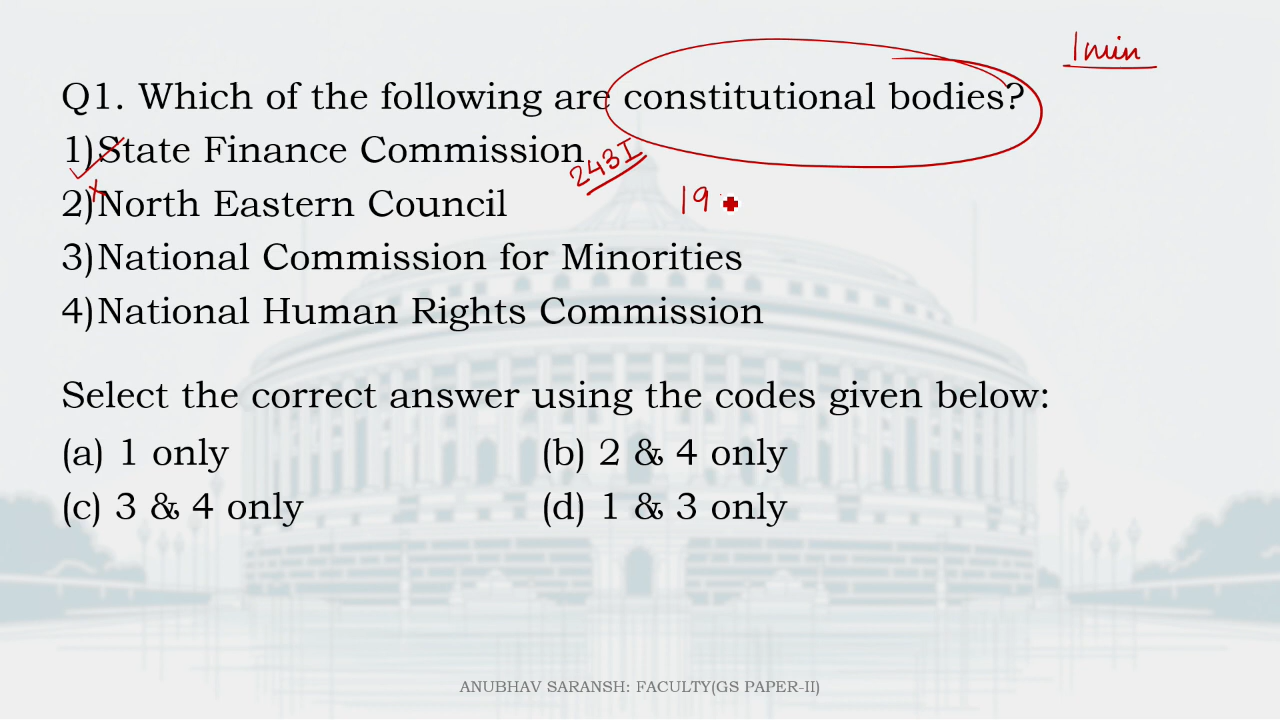 1min
Q1. Which of the following are constitutional bodies?
1) State Finance Commission
243I
2) North Eastern Council
19
3) National Commission for Minorities
4) National Human Rights Commission
Select the correct answer using the codes given below:
(a) 1 only (b) 2 & 4 only
(c) 3 & 4 only (d) 1 & 3 only
ANUBHAV SARANSH: FACULTY(GS PAPER-II)